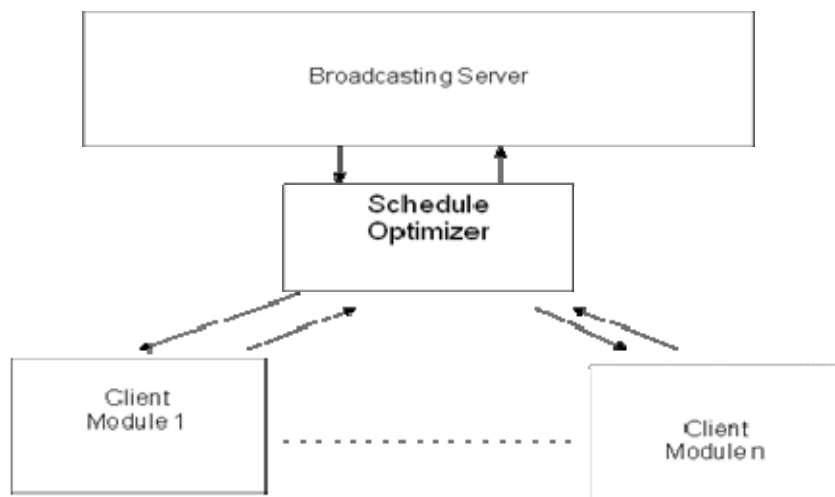 Broadcasting Server
Schedule
Optimizer
Client
Module 1
Client
Module n